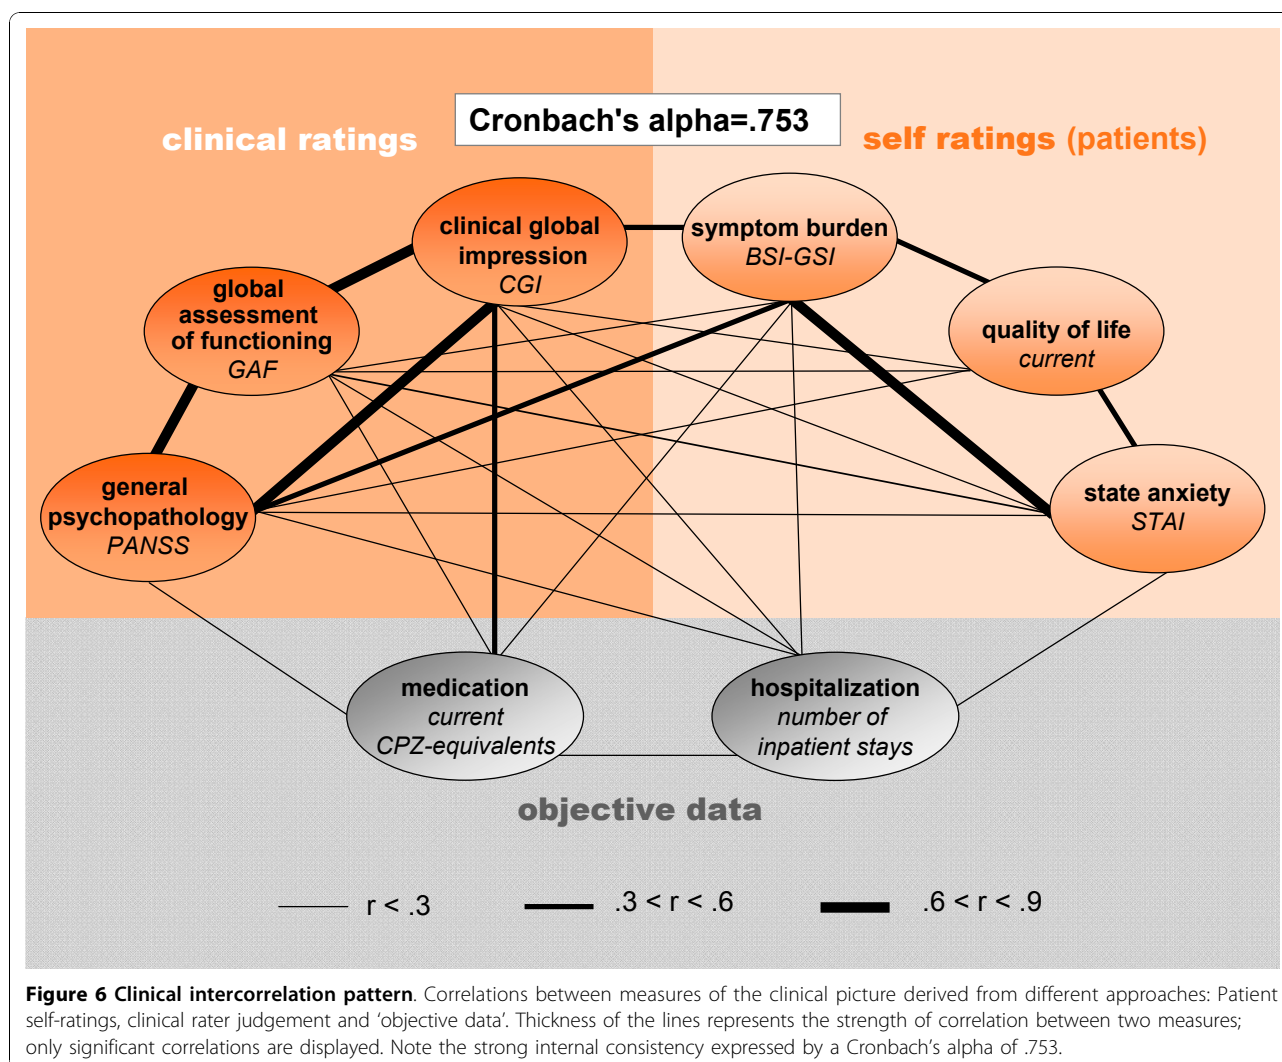 Cronbach's alpha=.753
clinical ratings
self ratings (patients)
clinical global
impression
CGI
symptom burden
BSI-GSI
global
assessment
of functioning
GAF
quality of life
current
general
psychopathology
PANSS
state anxiety
STAI
medication
current
CPZ-equivalents
hospitalization
number of
inpatient stays
objective data
r < .3
.3 < r < .6
.6 < r < .9
Figure 6 Clinical intercorrelation pattern. Correlations between measures of the clinical picture derived from different approaches: Patient
self-ratings, clinical rater judgement and ‘objective data’. Thickness of the lines represents the strength of correlation between two measures;
only significant correlations are displayed. Note the strong internal consistency expressed by a Cronbach’s alpha of .753.